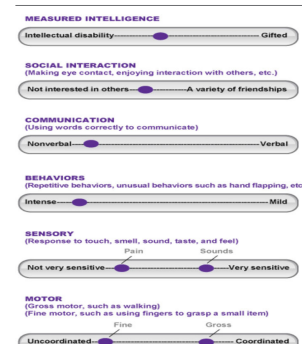 MEASURED INTELLIGENCE
Intellectual disability Gifted
SOCIAL INTERACTION
(Making eye contact, enjoying interaction with others, etc.)
Not interested in others A variety of friendships
COMMUNICATION
(Using words correctly to communicate)
Nonverbal Verbal
BEHAVIORS
(Repetitive behaviors, unusual behaviors such as hand flapping, etc
Intense Mild
SENSORY
(Response to touch, smell, sound, taste, and feel)
Pain Sounds
Not very sensitive Very sensitive
MOTOR
(Gross motor, such as walking)
(Fine motor, such as using fingers to grasp a small item)
Fine Gross
Uncoordinated Coordinated